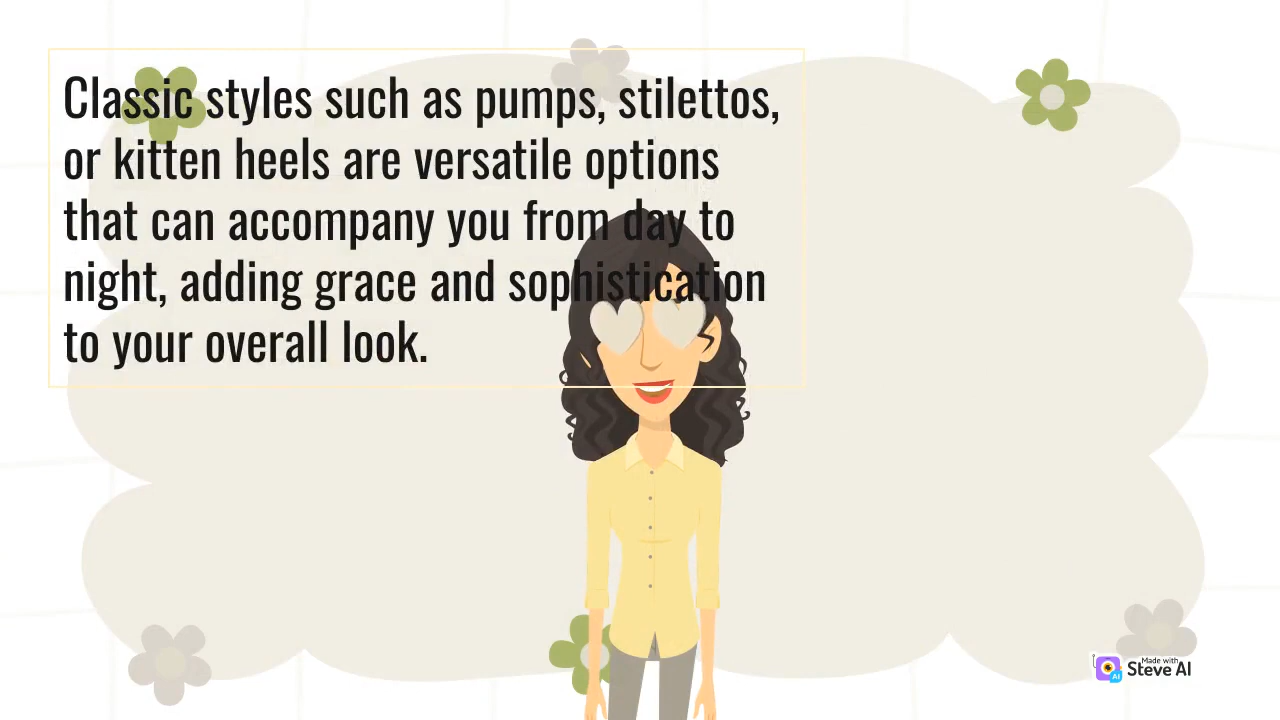 Classic styles such as pumps, stilettos,
or kitten heels are versatile options
that can accompany you from day to
night, adding grace and sophistication
to your overall look.
Made with
Steve AI
AI